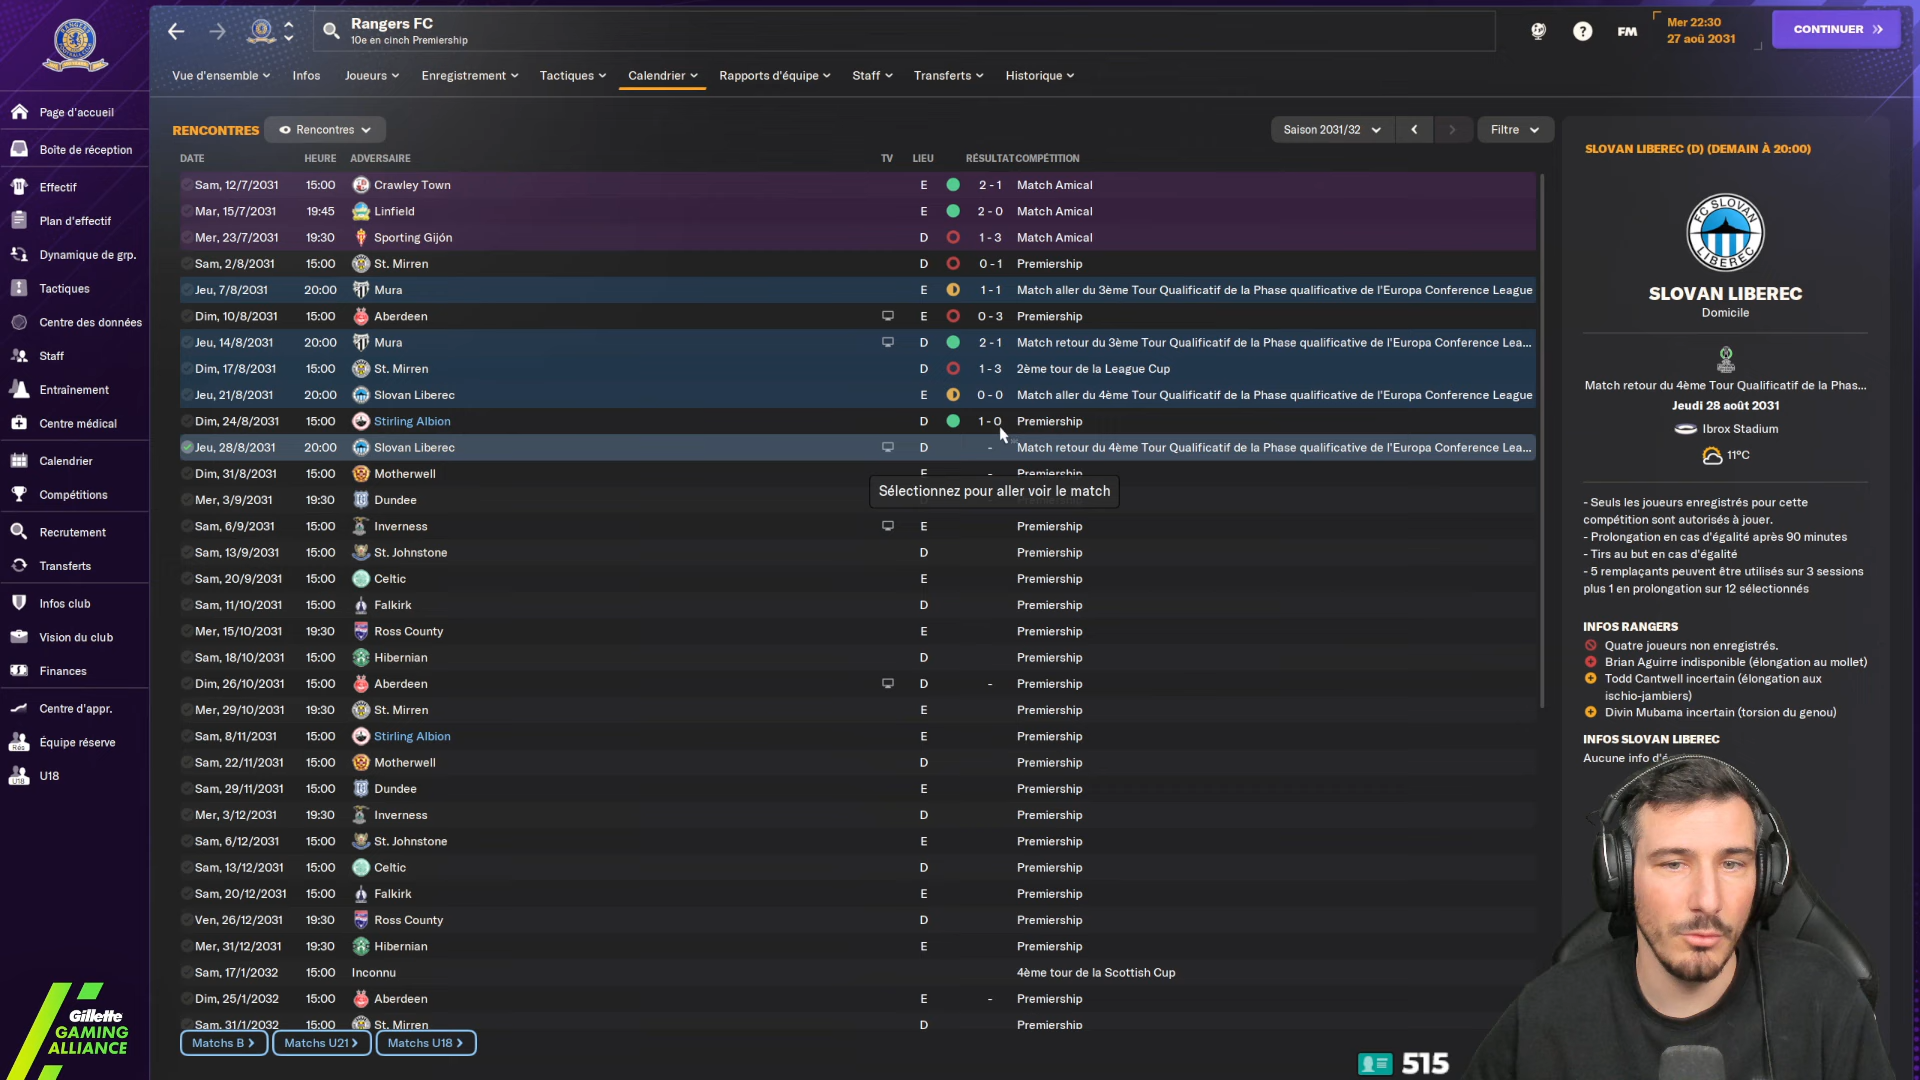 Rangers FC
10e en cinch Premiership
FM
Mer 22:30
27 aoû 2031
CONTINUER
Vue d'ensemble
Infos
Joueurs
Enregistrement
Tactiques
Calendrier
Rapports d'équipe
Staff
Transferts
Historique
Page d'accueil
Boîte de réception
Effectif
Plan d'effectif
Dynamique de grp.
Tactiques
Centre des données
Staff
Entraînement
Centre médical
Calendrier
Compétitions
Recrutement
Transferts
Infos club
Vision du club
Finances
Centre d'appr.
Équipe réserve
U18
Gillette
GAMING
ALLIANCE
RENCONTRES
Rencontres
Saison 2031/32
Filtre
DATE HEURE ADVERSAIRE TV LIEU RÉSULTAT COMPÉTITION
Sam, 12/7/2031 15:00 Crawley Town E 2 - 1 Match Amical
Mar, 15/7/2031 19:45 Linfield E 2 - 0 Match Amical
Mer, 23/7/2031 19:30 Sporting Gijón D 1 - 3 Match Amical
Sam, 2/8/2031 15:00 St. Mirren D 0 - 1 Premiership
Jeu, 7/8/2031 20:00 Mura E 1 - 1 Match aller du 3ème Tour Qualificatif de la Phase qualificative de l'Europa Conference League
Dim, 10/8/2031 15:00 Aberdeen E 0 - 3 Premiership
Jeu, 14/8/2031 20:00 Mura D 2 - 1 Match retour du 3ème Tour Qualificatif de la Phase qualificative de l'Europa Conference Lea...
Dim, 17/8/2031 15:00 St. Mirren D 1 - 3 2ème tour de la League Cup
Jeu, 21/8/2031 20:00 Slovan Liberec E 0 - 0 Match aller du 4ème Tour Qualificatif de la Phase qualificative de l'Europa Conference League
Dim, 24/8/2031 15:00 Stirling Albion D 1 - 0 Premiership
Jeu, 28/8/2031 20:00 Slovan Liberec D - Match retour du 4ème Tour Qualificatif de la Phase qualificative de l'Europa Conference Lea...
Dim, 31/8/2031 15:00 Motherwell E - Premiership
Sélectionnez pour aller voir le match
Mer, 3/9/2031 19:30 Dundee
Sam, 6/9/2031 15:00 Inverness E Premiership
Sam, 13/9/2031 15:00 St. Johnstone D Premiership
Sam, 20/9/2031 15:00 Celtic E Premiership
Sam, 11/10/2031 15:00 Falkirk D Premiership
Mer, 15/10/2031 19:30 Ross County E Premiership
Sam, 18/10/2031 15:00 Hibernian D Premiership
Dim, 26/10/2031 15:00 Aberdeen D - Premiership
Mer, 29/10/2031 19:30 St. Mirren E Premiership
Sam, 8/11/2031 15:00 Stirling Albion E Premiership
Sam, 22/11/2031 15:00 Motherwell D Premiership
Sam, 29/11/2031 15:00 Dundee E Premiership
Mer, 3/12/2031 19:30 Inverness D Premiership
Sam, 6/12/2031 15:00 St. Johnstone E Premiership
Sam, 13/12/2031 15:00 Celtic D Premiership
Sam, 20/12/2031 15:00 Falkirk E Premiership
Ven, 26/12/2031 19:30 Ross County D Premiership
Mer, 31/12/2031 19:30 Hibernian E Premiership
Sam, 17/1/2032 15:00 Inconnu 4ème tour de la Scottish Cup
Dim, 25/1/2032 15:00 Aberdeen E - Premiership
Sam, 31/1/2032 15:00 St. Mirren D Premiership
Matchs B
Matchs U21
Matchs U18
515
SLOVAN LIBEREC (D) (DEMAIN À 20:00)
FC SLOVAN
LIBEREC
SLOVAN LIBEREC
Domicile
Match retour du 4ème Tour Qualificatif de la Phas...
Jeudi 28 août 2031
Ibrox Stadium
11°C
- Seuls les joueurs enregistrés pour cette
compétition sont autorisés à jouer.
- Prolongation en cas d'égalité après 90 minutes
- Tirs au but en cas d'égalité
- 5 remplaçants peuvent être utilisés sur 3 sessions
plus 1 en prolongation sur 12 sélectionnés
INFOS RANGERS
Quatre joueurs non enregistrés.
Brian Aguirre indisponible (élongation au mollet)
Todd Cantwell incertain (élongation aux
ischio-jambiers)
Divin Mubama incertain (torsion du genou)
INFOS SLOVAN LIBEREC
Aucune info d'é